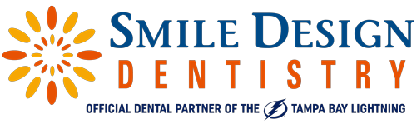 SMILE DESIGN
DENTISTRY
OFFICIAL DENTAL PARTNER OF THE TAMPA BAY LIGHTNING